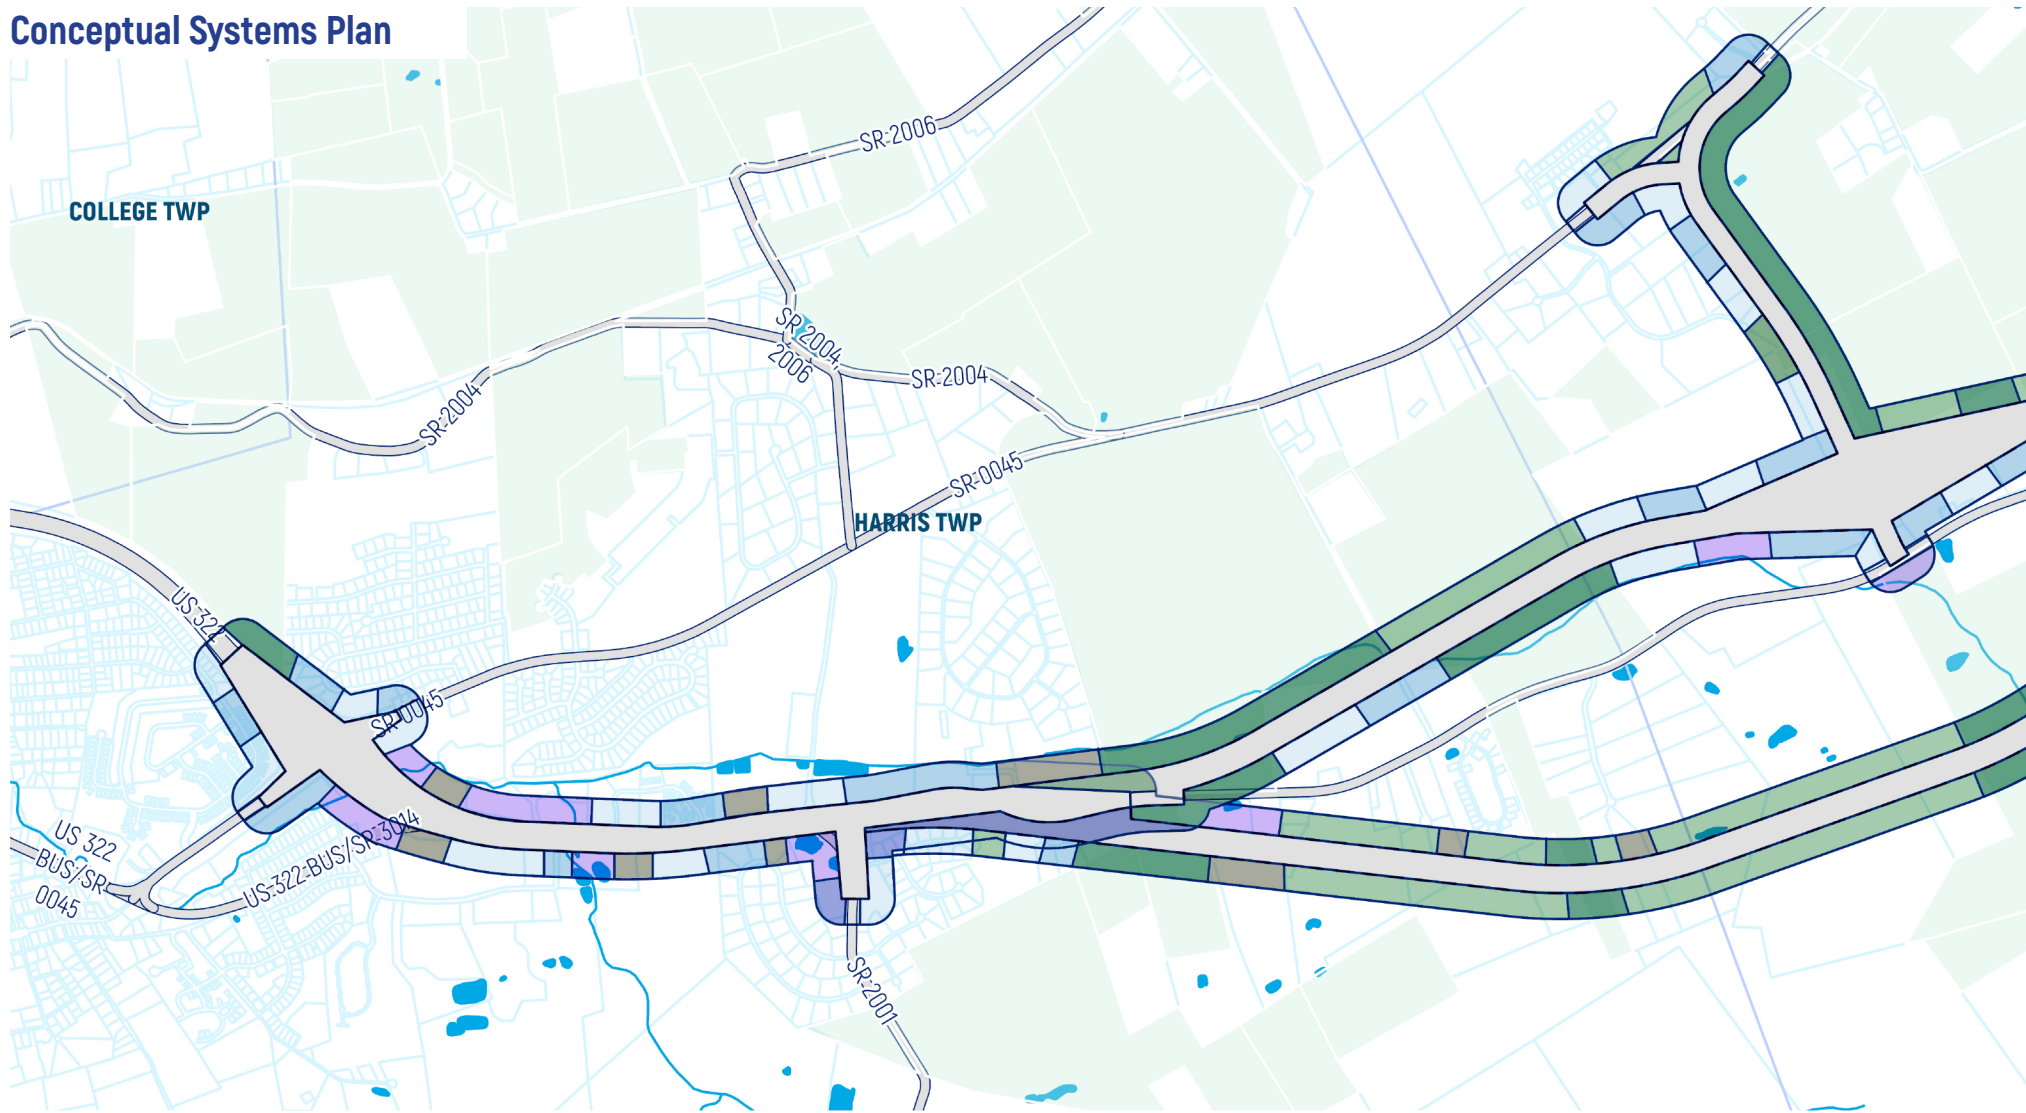 Conceptual Systems Plan
SR-2006
COLLEGE TWP
SR 2004,
2006
SR-2004
SR-2004
SR-0045
HARRIS TWP
US 322
SR-0045
US 322
BUS/SR
0045
US-322-BUS/SR-3014
SR-2001